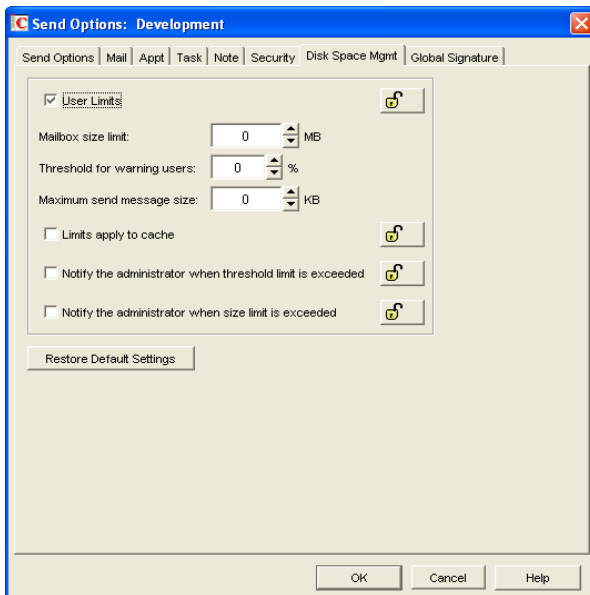 Send Options: Development
Send Options Mail Appt Task Note Security Disk Space Mgmt Global Signature
User Limits
Mailbox size limit: 0 MB
Threshold for warning users: 0 %
Maximum send message size: 0 KB
Limits apply to cache
Notify the administrator when threshold limit is exceeded
Notify the administrator when size limit is exceeded
Restore Default Settings
OK Cancel Help